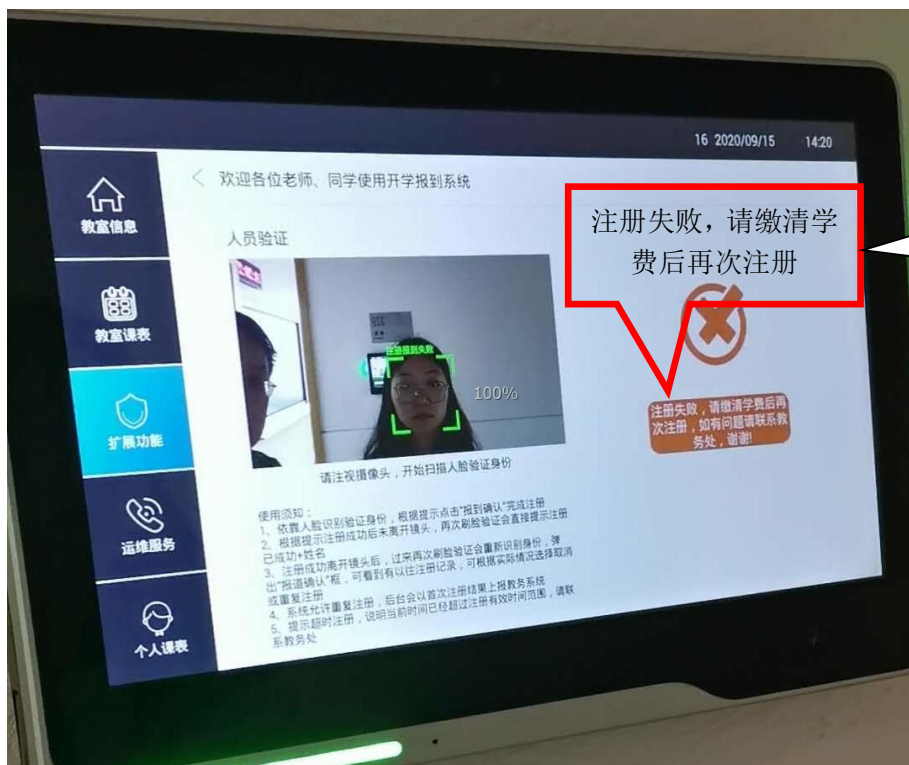 16 2020/09/15 14:20
教室信息
教室课表
扩展功能
运维服务
个人课表
< 欢迎各位老师、同学使用开学报到系统
人员验证
注册报到失败
100%
请注视摄像头，开始扫描人脸验证身份
使用须知：
1、依靠人脸识别验证身份，根据提示点击"报到确认"完成注册
2、根据提示注册成功后未离开镜头，再次刷脸验证会直接提示注册
已成功+姓名
3、注册成功离开镜头后，过来再次刷脸验证会重新识别身份，弹
出"报道确认"框，可看到有以往注册记录，可根据实际情况选择取消
或重复注册
4、系统允许重复注册，后台会以首次注册结果上报教务系统
5、提示超时注册，说明当前时间已经超过注册有效时间范围，请联
系教务处
注册失败，请缴清学
费后再次注册
注册失败，请缴清学费后再
次注册，如有问题请联系教
务处，谢谢!